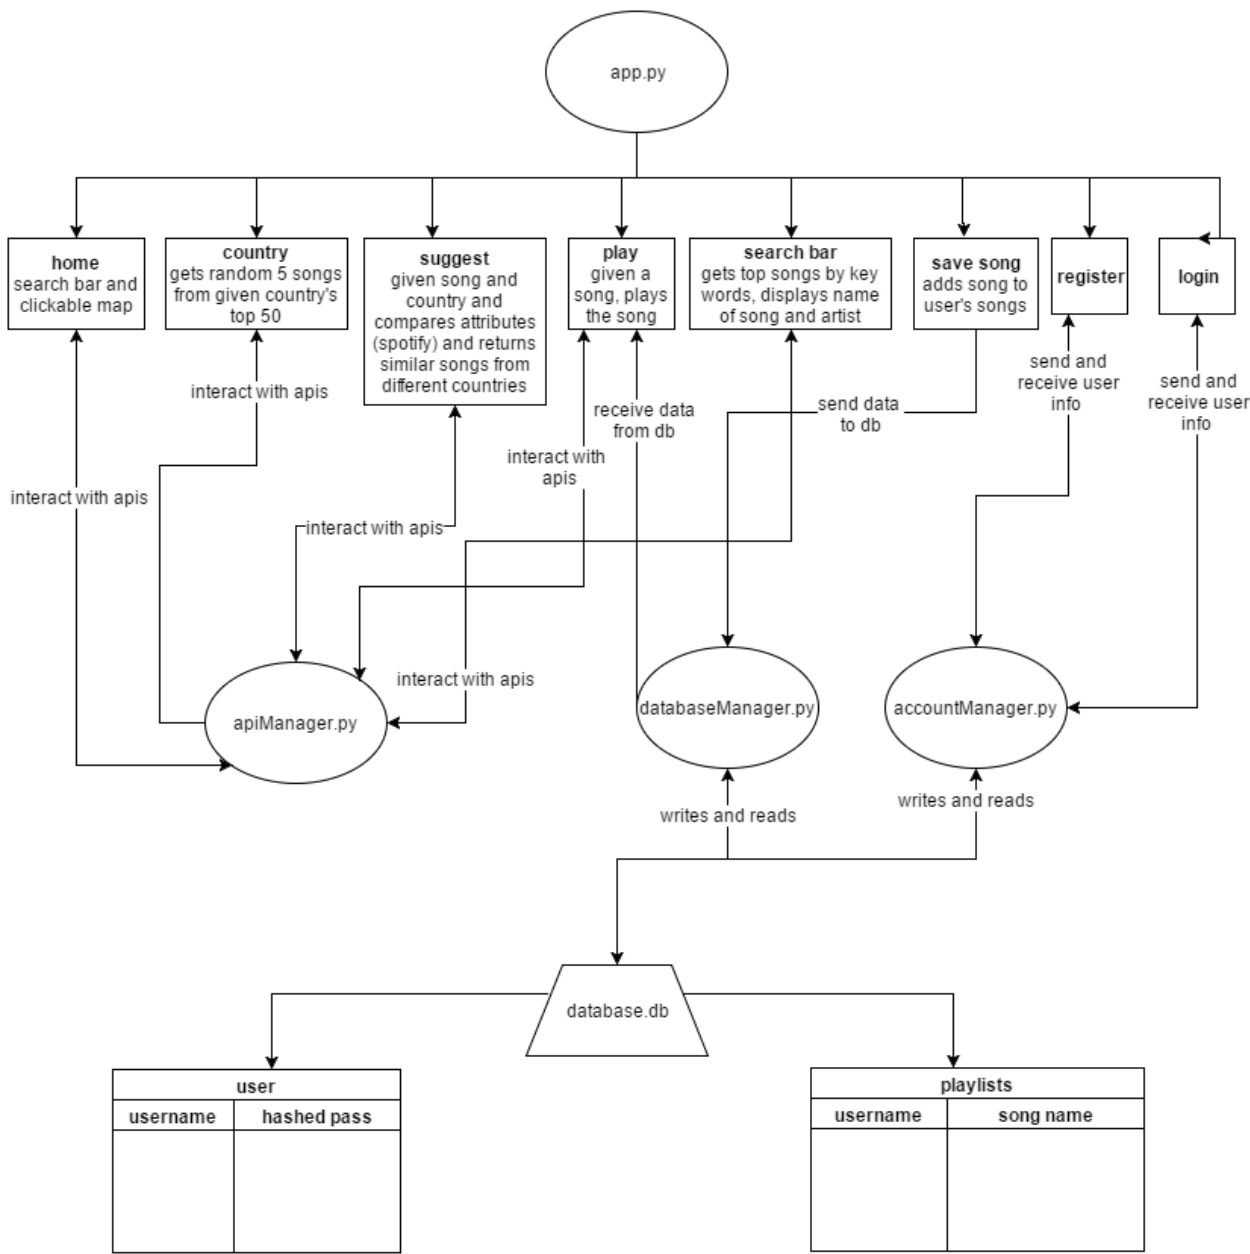 app.py
home
search bar and
clickable map
country
gets random 5 songs
from given country's
top 50
suggest
given song and
country and
compares attributes
(spotify) and returns
similar songs from
different countries
play
given a
song, plays
the song
search bar
gets top songs by key
words, displays name
of song and artist
save song
adds song to
user's songs
register
login
interact with apis
interact with apis
interact with apis
interact with
apis
receive data
from db
interact with apis
send data
to db
send and
receive user
info
send and
receive user
info
apiManager.py
databaseManager.py
accountManager.py
writes and reads
writes and reads
database.db
user
username
hashed pass
playlists
username
song name